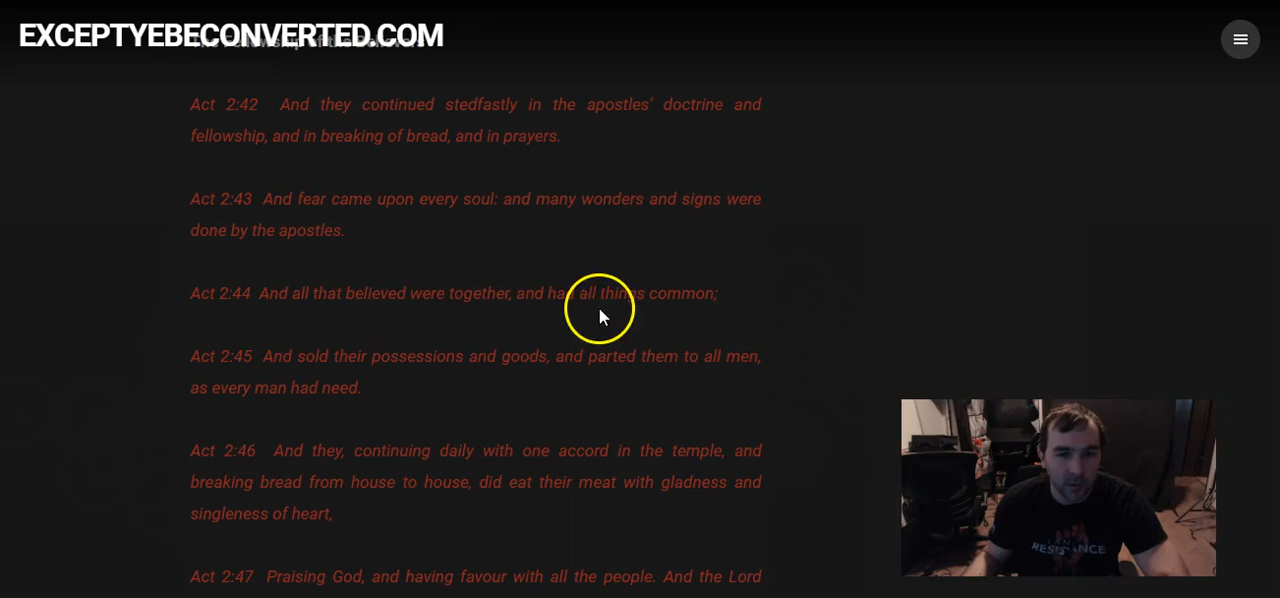 EXCEPTYEBECONVERTED.COM
The Fellowship of the Believers
Act 2:42 And they continued stedfastly in the apostles' doctrine and
fellowship, and in breaking of bread, and in prayers.
Act 2:43 And fear came upon every soul: and many wonders and signs were
done by the apostles.
Act 2:44 And all that believed were together, and had all things common;
Act 2:45 And sold their possessions and goods, and parted them to all men,
as every man had need.
Act 2:46 And they, continuing daily with one accord in the temple, and
breaking bread from house to house, did eat their meat with gladness and
singleness of heart,
Act 2:47 Praising God, and having favour with all the people. And the Lord
RESISTANCE